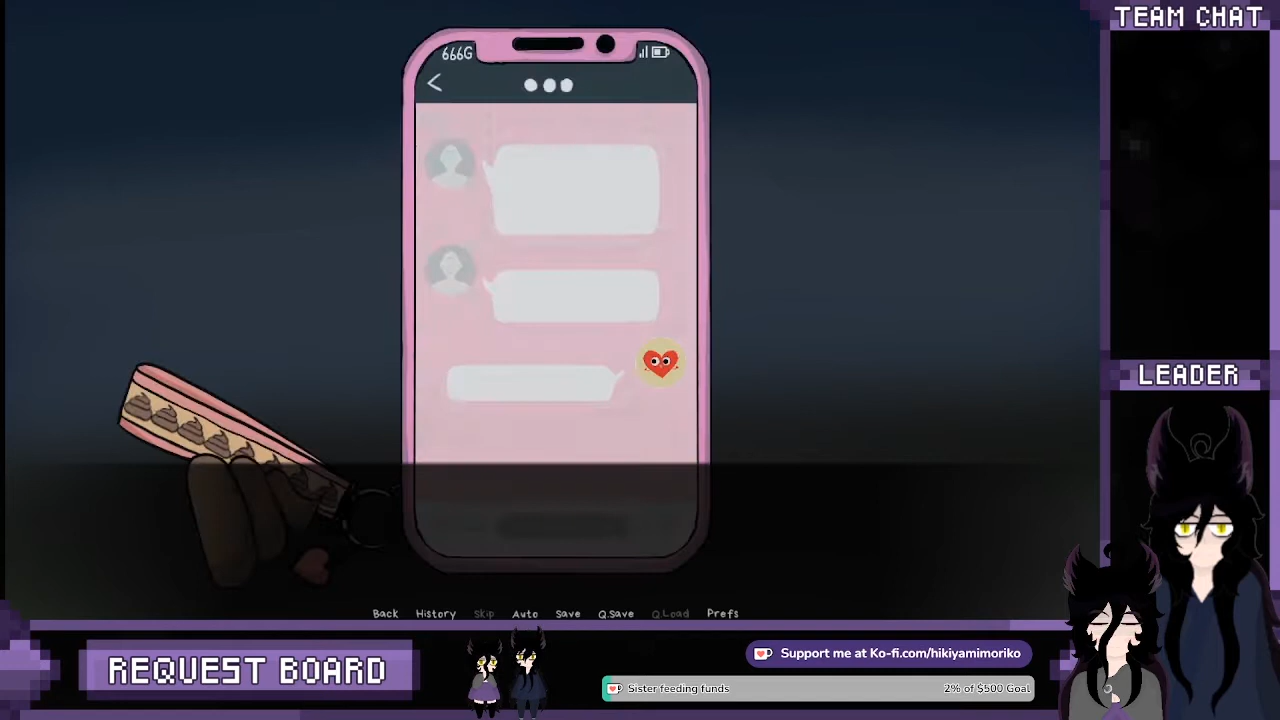 TEAM CHAT
666G
LEADER
Back History Skip Auto Save Q.Save Q.Load Prefs
REQUEST BOARD
Support me at Ko-fi.com/hikiyamimoriko
Sister feeding funds 2% of $500 Goal